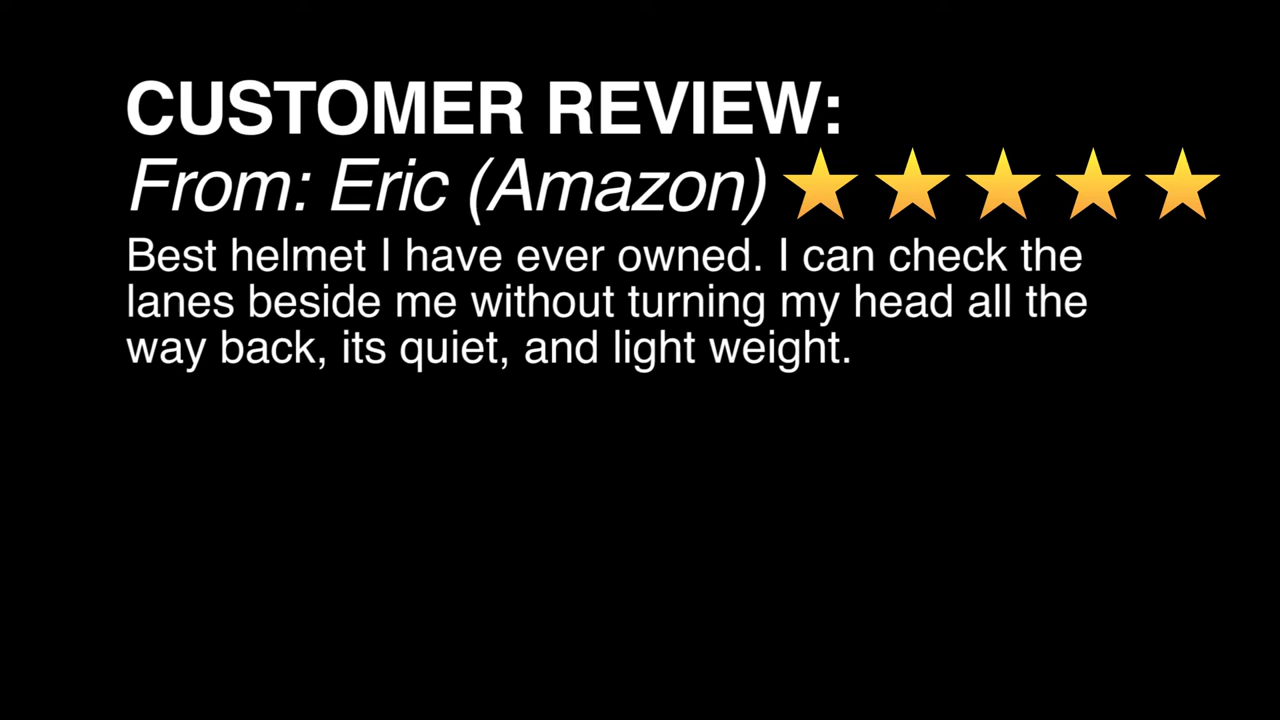 CUSTOMER REVIEW:
From: Eric (Amazon) ⭐⭐⭐⭐⭐
Best helmet I have ever owned. I can check the
lanes beside me without turning my head all the
way back, its quiet, and light weight.